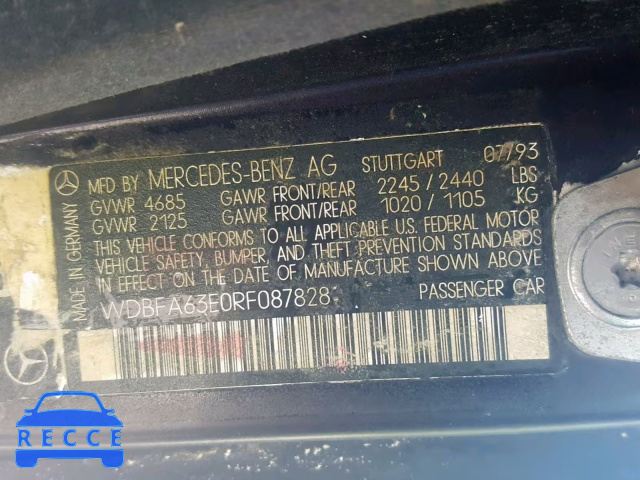 MADE IN GERMANY
MFD BY MERCEDES-BENZ AG STUTTGART 07/93
GVWR 4685 GAWR FRONT/REAR 2245/2440 LBS
GVWR 2125 GAWR FRONT/REAR 1020/1105 KG
THIS VEHICLE CONFORMS TO ALL APPLICABLE U.S. FEDERAL MOTOR
VEHICLE SAFETY, BUMPER, AND THEFT PREVENTION STANDARDS
IN EFFECT ON THE DATE OF MANUFACTURE SHOWN ABOVE
WDBFA63E0RF087828 PASSENGER CAR
RECCE